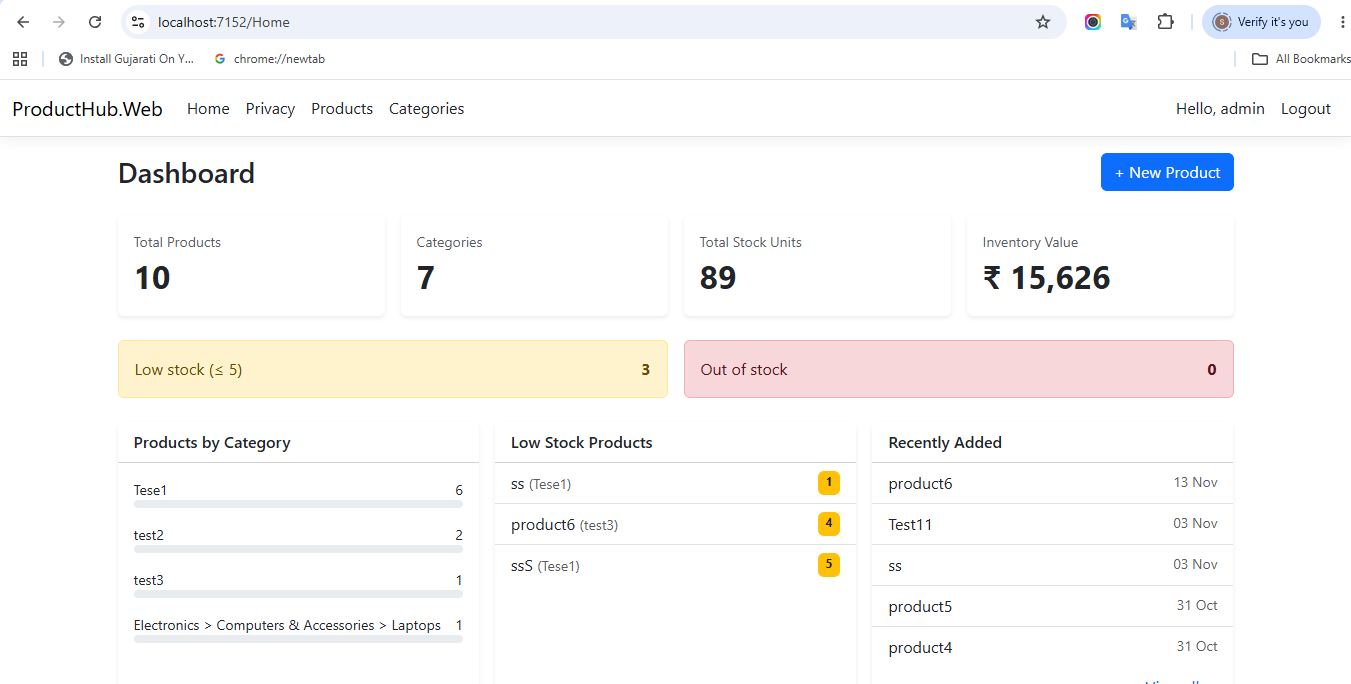 localhost:7152/Home
Verify it's you
Install Gujarati On Y...
chrome://newtab
All Bookmarks
ProductHub.Web Home Privacy Products Categories Hello, admin Logout
Dashboard
+ New Product
Total Products
10
Categories
7
Total Stock Units
89
Inventory Value
₹ 15,626
Low stock (≤ 5) 3
Out of stock 0
Products by Category
Tese1 6
test2 2
test3 1
Electronics > Computers & Accessories > Laptops 1
Low Stock Products
ss (Tese1) 1
product6 (test3) 4
ssS (Tese1) 5
Recently Added
product6 13 Nov
Test11 03 Nov
ss 03 Nov
product5 31 Oct
product4 31 Oct